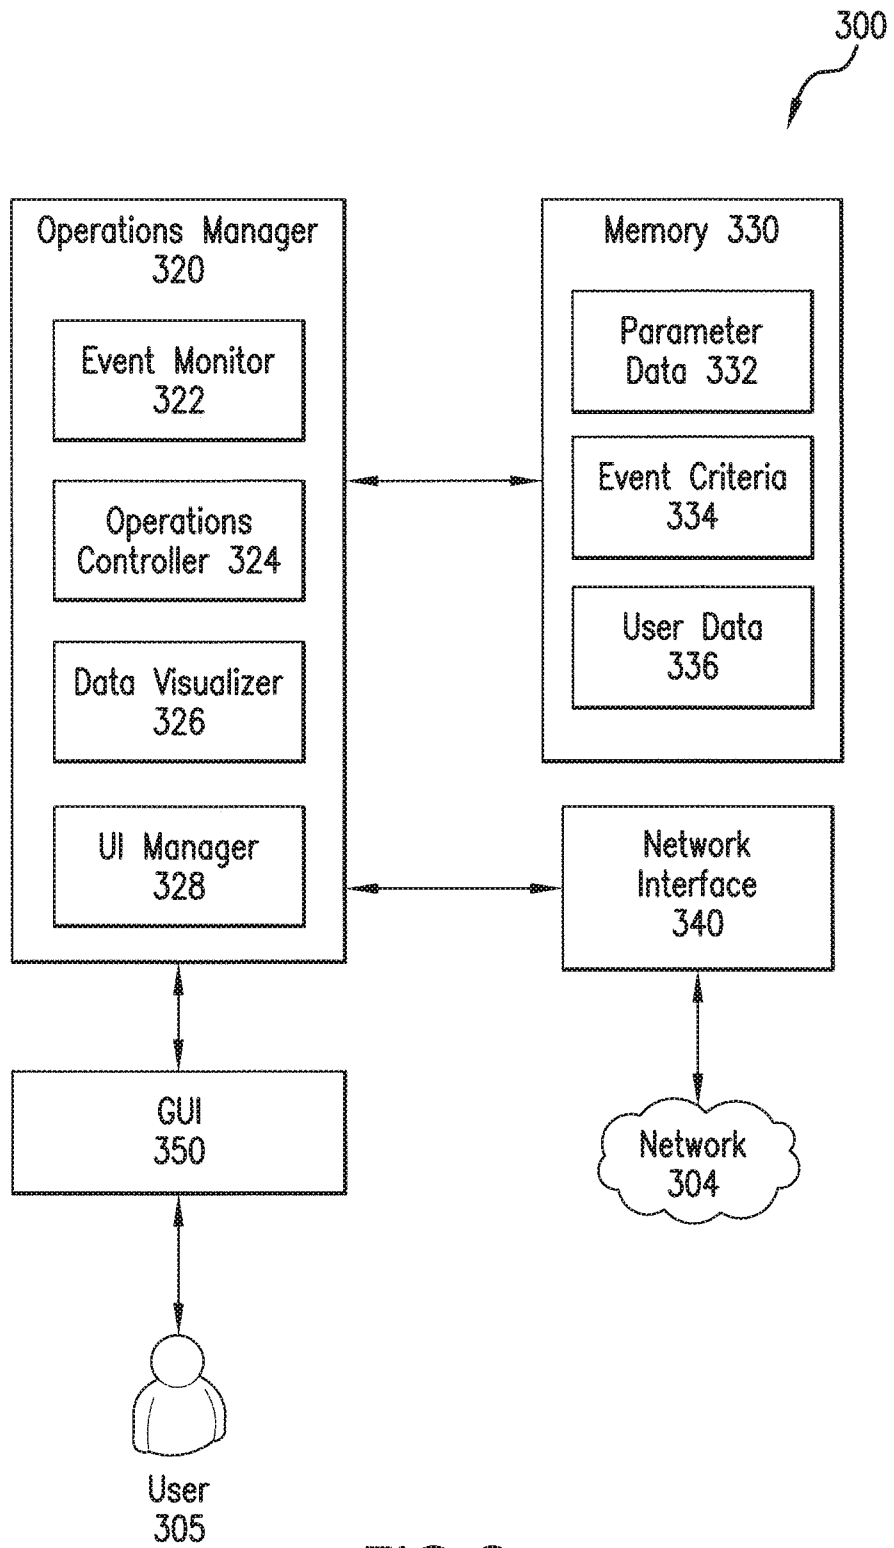 300
Operations Manager
320
Event Monitor
322
Operations
Controller 324
Data Visualizer
326
UI Manager
328
Memory 330
Parameter
Data 332
Event Criteria
334
User Data
336
Network
Interface
340
GUI
350
Network
304
User
305